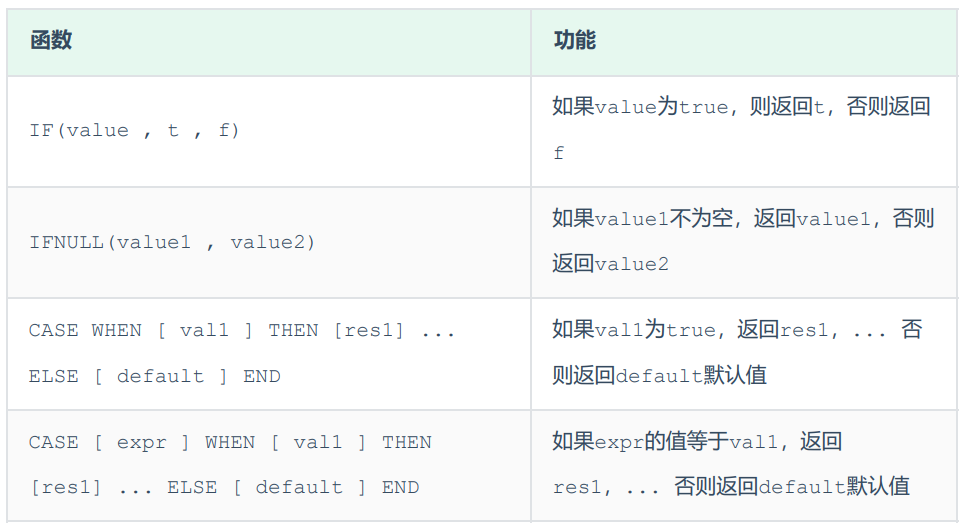 函数
功能
IF(value , t , f)
如果value为true，则返回t，否则返回
f
IFNULL(value1 , value2)
如果value1不为空，返回value1，否则
返回value2
CASE WHEN [ val1 ] THEN [res1] ...
ELSE [ default ] END
如果val1为true，返回res1，... 否
则返回default默认值
CASE [ expr ] WHEN [ val1 ] THEN
[res1] ... ELSE [ default ] END
如果expr的值等于val1，返回
res1，... 否则返回default默认值